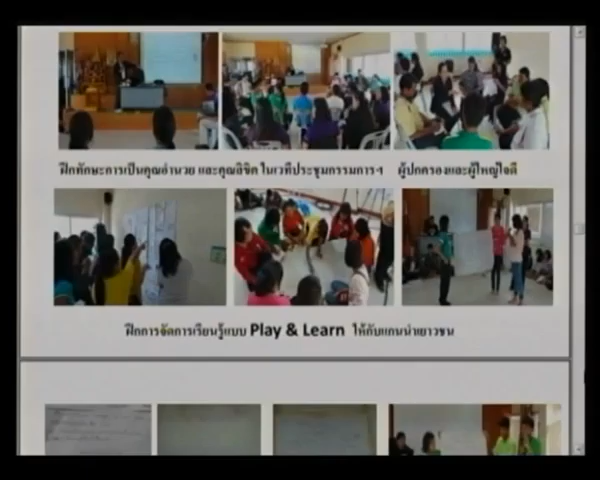 ฝึกทักษะการเป็นคุณอำนวย และคุณลิขิต ในเวทีประชุมกรรมการฯ ผู้ปกครองและผู้ใหญ่ใจดี
ฝึกการจัดการเรียนรู้แบบ Play & Learn ให้กับแกนนำเยาวชน